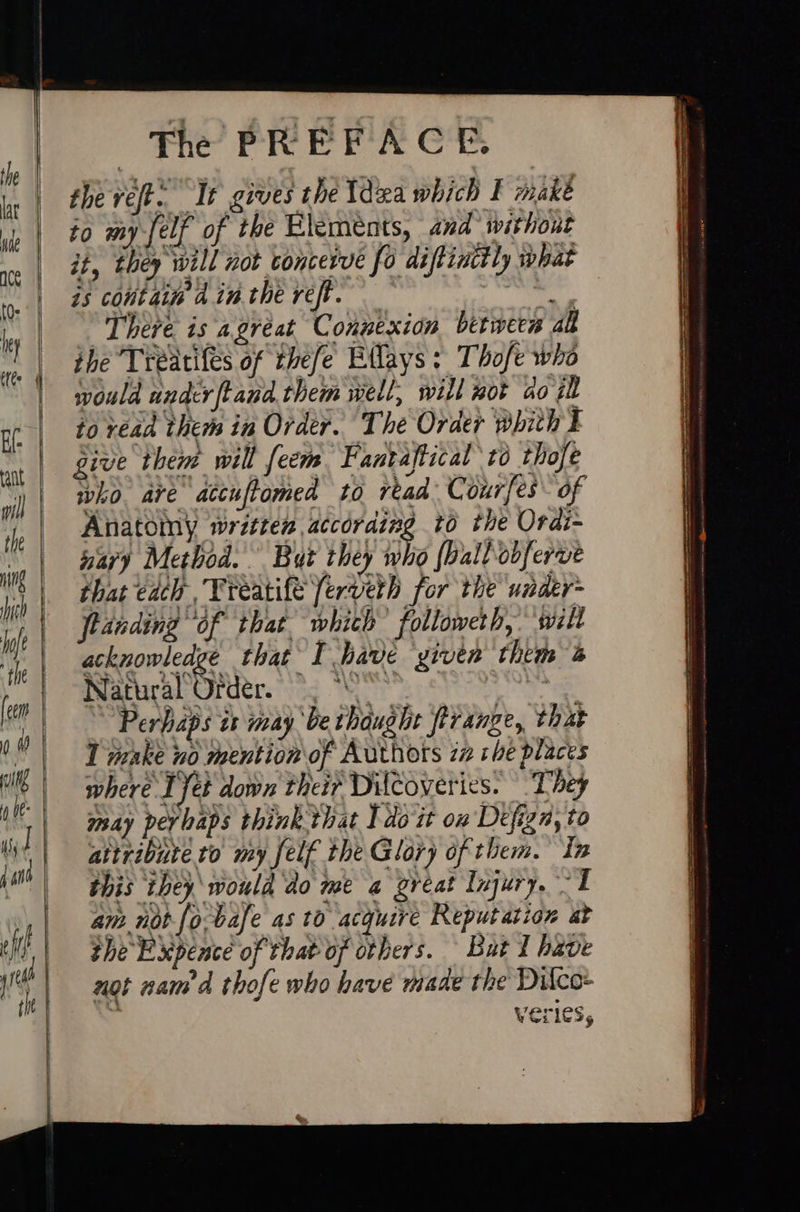 The PREFACE.
the reſt. It gives the Idæa which I make
to my ſelf of the Elements, and without
it, they will not conceive ſo diſtinctly what
is contain'd in the reſt.
There is a great Connexion between all
the Treatiſes of theſe Eſſays: Thoſe who
would underſtand them well, will not do ill
to read them in Order. The Order which I
give them will ſeem Fantaſtical to thoſe
who are accuſtomed to read Courſes of
Anatomy written according to the Ordi-
nary Method. But they who ſhall obſerve
that each Treatiſe ſerveth for the under-
ſtanding of that which followeth, will
acknowledge that I have given them a
Natural Order.
Perhaps it may be thought ſtrange, that
I make no mention of Authors in the places
where I ſet down their Diſcoveries. They
may perhaps think that I do it on Deſign, to
attribute to my ſelf the Glory of them. In
this they would do me a great Injury. I
am not ſo baſe as to acquire Reputation at
the Expence of that of others. But I have
not nam'd thoſe who have made the Diſco-
veries,